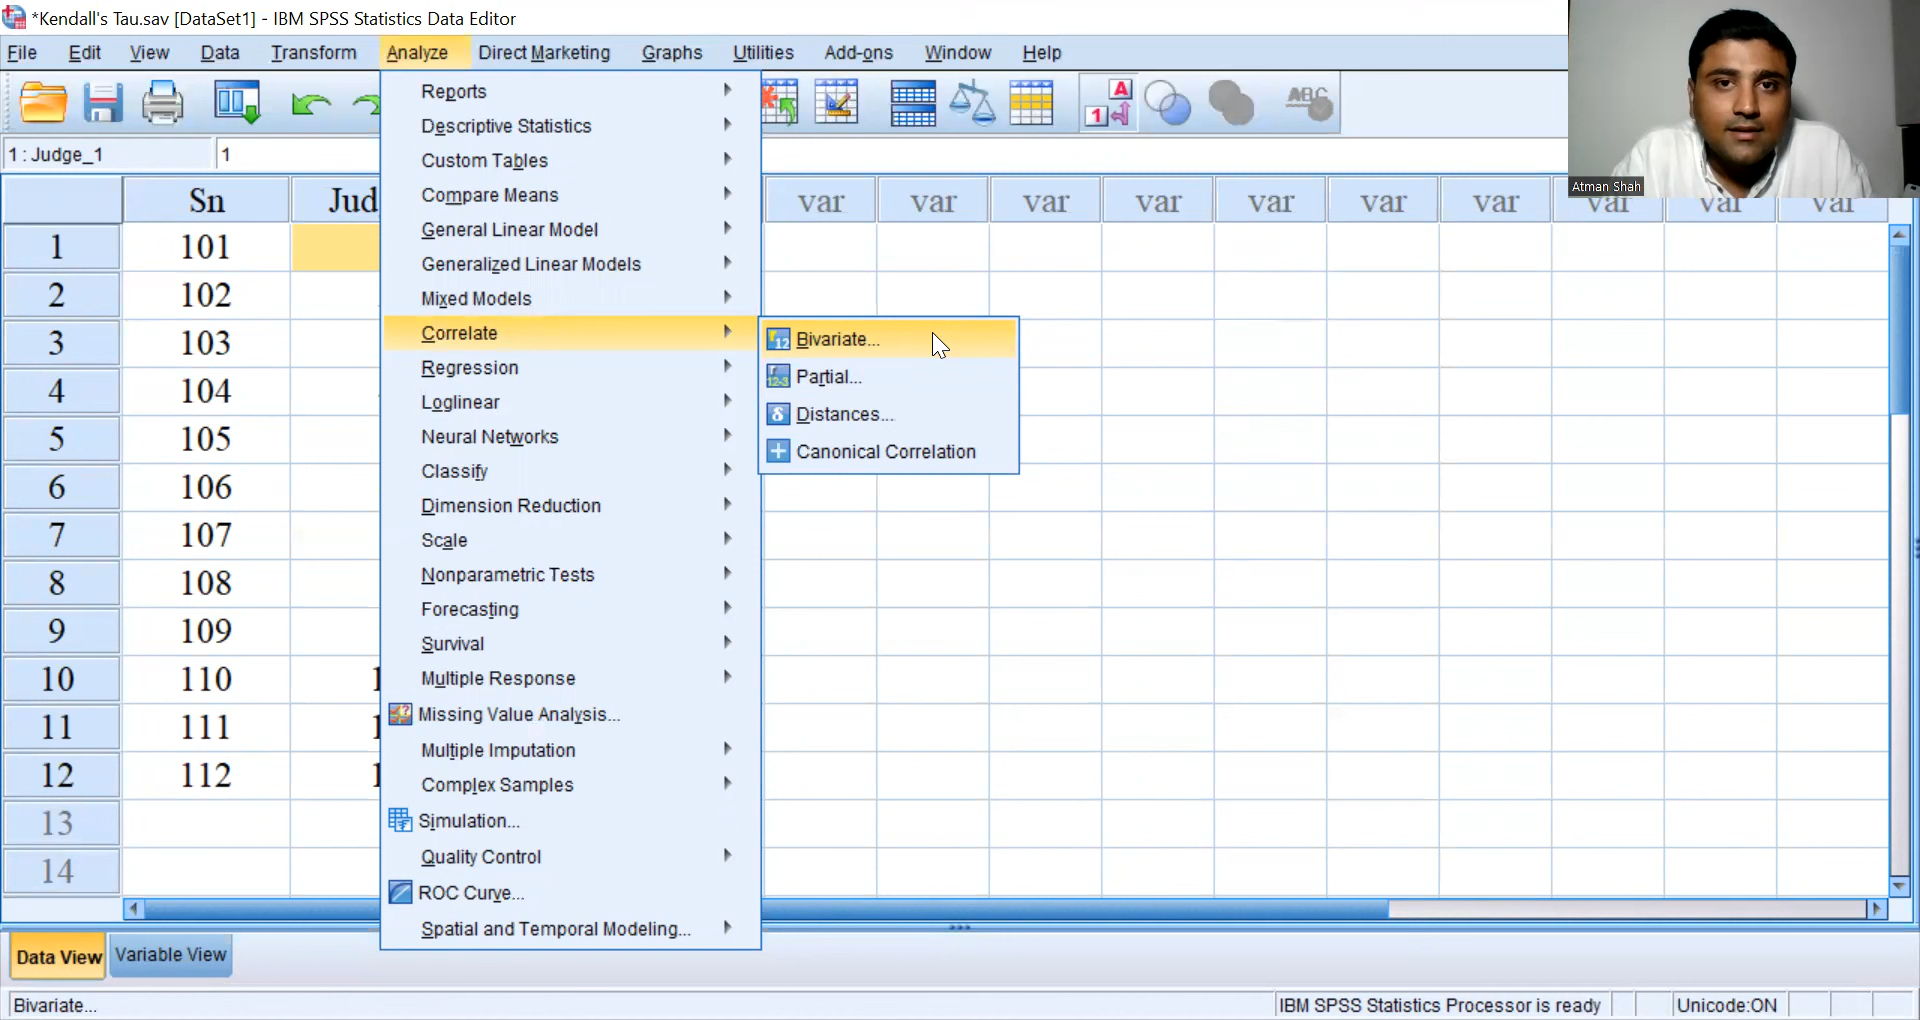 *Kendall's Tau.sav [DataSet1] - IBM SPSS Statistics Data Editor
File Edit View Data Transform Analyze Direct Marketing Graphs Utilities Add-ons Window Help
1 A ABC
Atman Shah
1 : Judge_1 1
Sn Jud var var var var var var var var var var
1 101
2 102
3 103
4 104
5 105
6 106
7 107
8 108
9 109
10 110 1
11 111 1
12 112 1
13
14
Reports
Descriptive Statistics
Custom Tables
Compare Means
General Linear Model
Generalized Linear Models
Mixed Models
Correlate
Regression
Loglinear
Neural Networks
Classify
Dimension Reduction
Scale
Nonparametric Tests
Forecasting
Survival
Multiple Response
Missing Value Analysis...
Multiple Imputation
Complex Samples
Simulation...
Quality Control
ROC Curve...
Spatial and Temporal Modeling...
Bivariate...
Partial...
Distances...
Canonical Correlation
Data View Variable View
Bivariate... IBM SPSS Statistics Processor is ready Unicode:ON